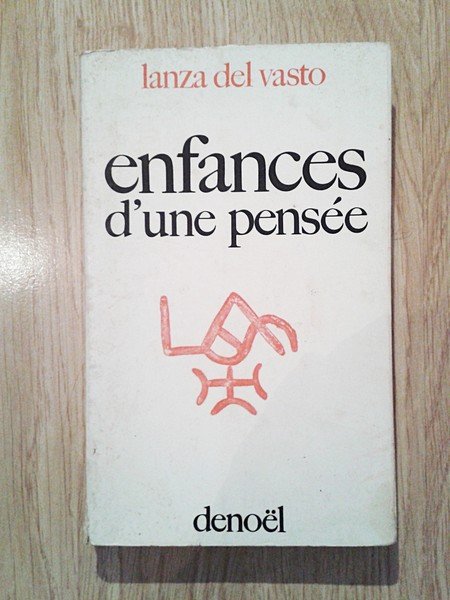 lanza del vasto
enfances
d'une pensée
denoël